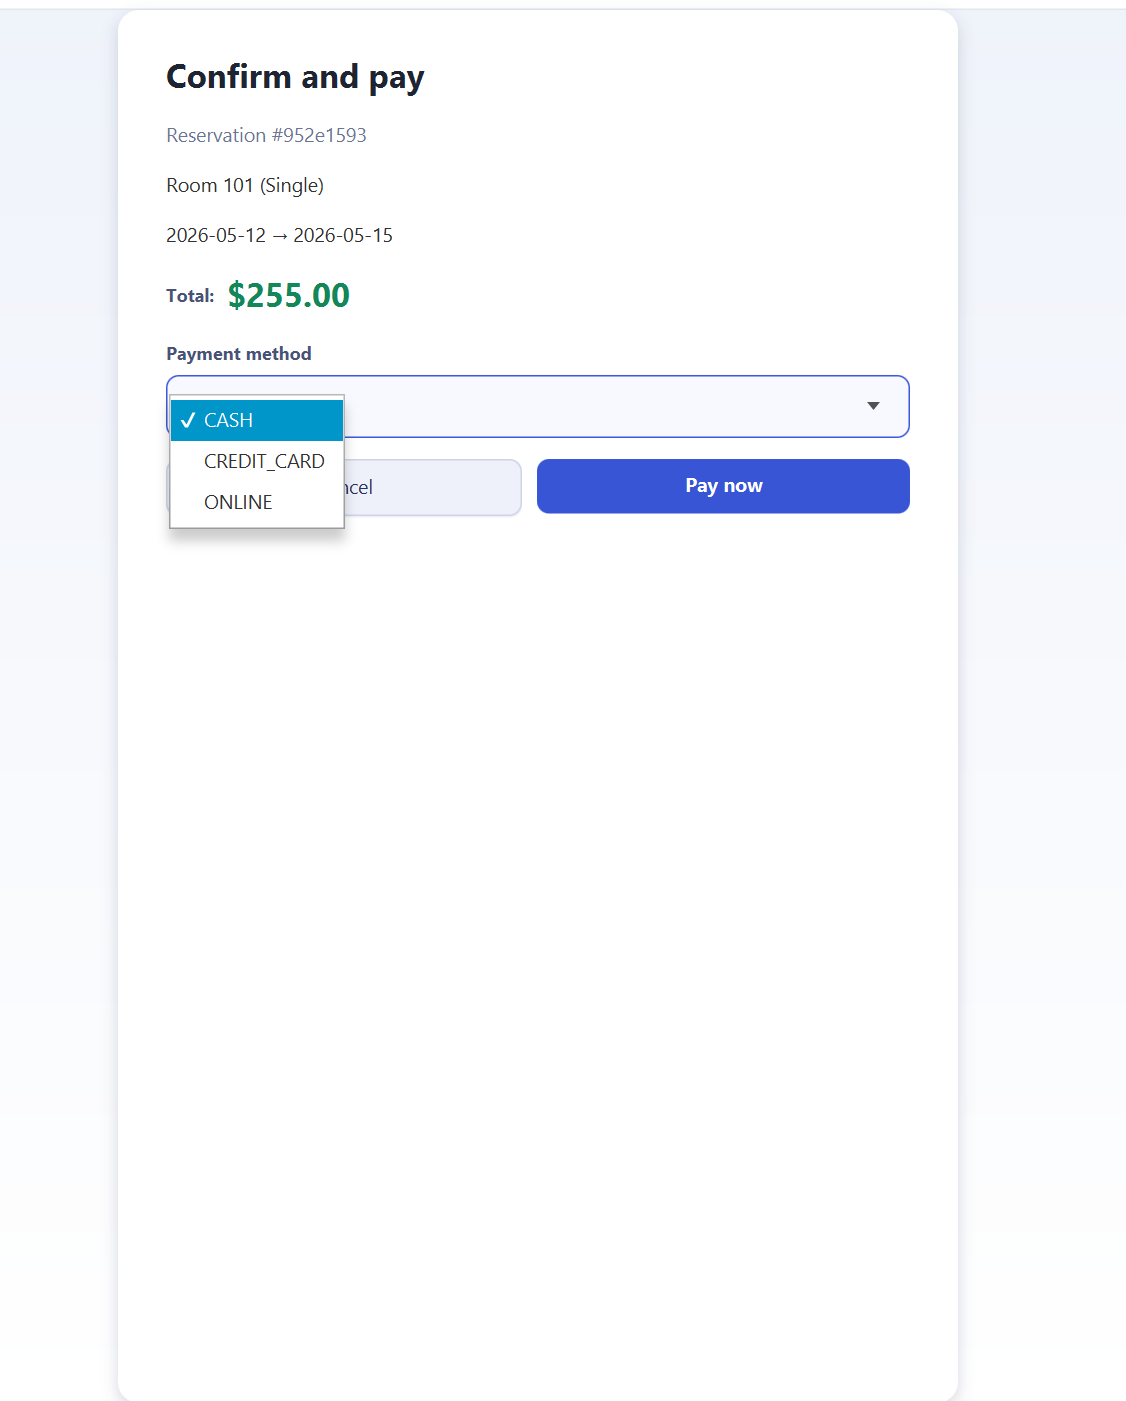 Confirm and pay
Reservation #952e1593
Room 101 (Single)
2026-05-12 → 2026-05-15
Total: $255.00
Payment method
✓ CASH
CREDIT_CARD
ONLINE
Pay now